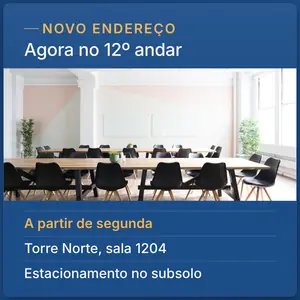 NOVO ENDEREÇO
Agora no 12º andar
A partir de segunda
Torre Norte, sala 1204
Estacionamento no subsolo